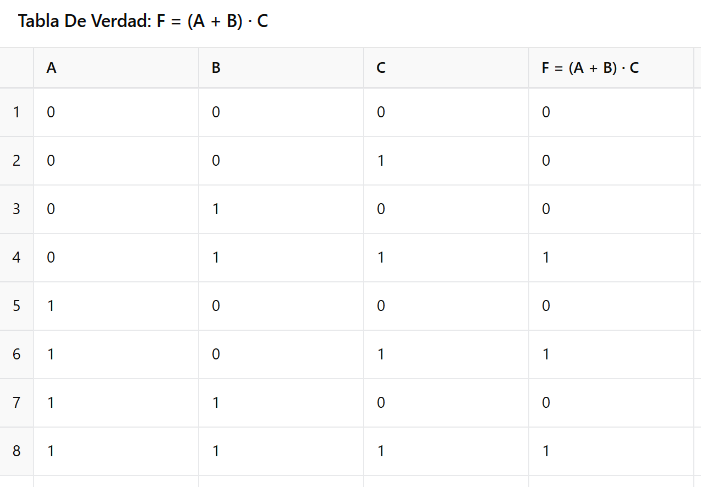 Tabla De Verdad: F = (A + B) · C
A B C F = (A + B) · C
1 0 0 0 0
2 0 0 1 0
3 0 1 0 0
4 0 1 1 1
5 1 0 0 0
6 1 0 1 1
7 1 1 0 0
8 1 1 1 1